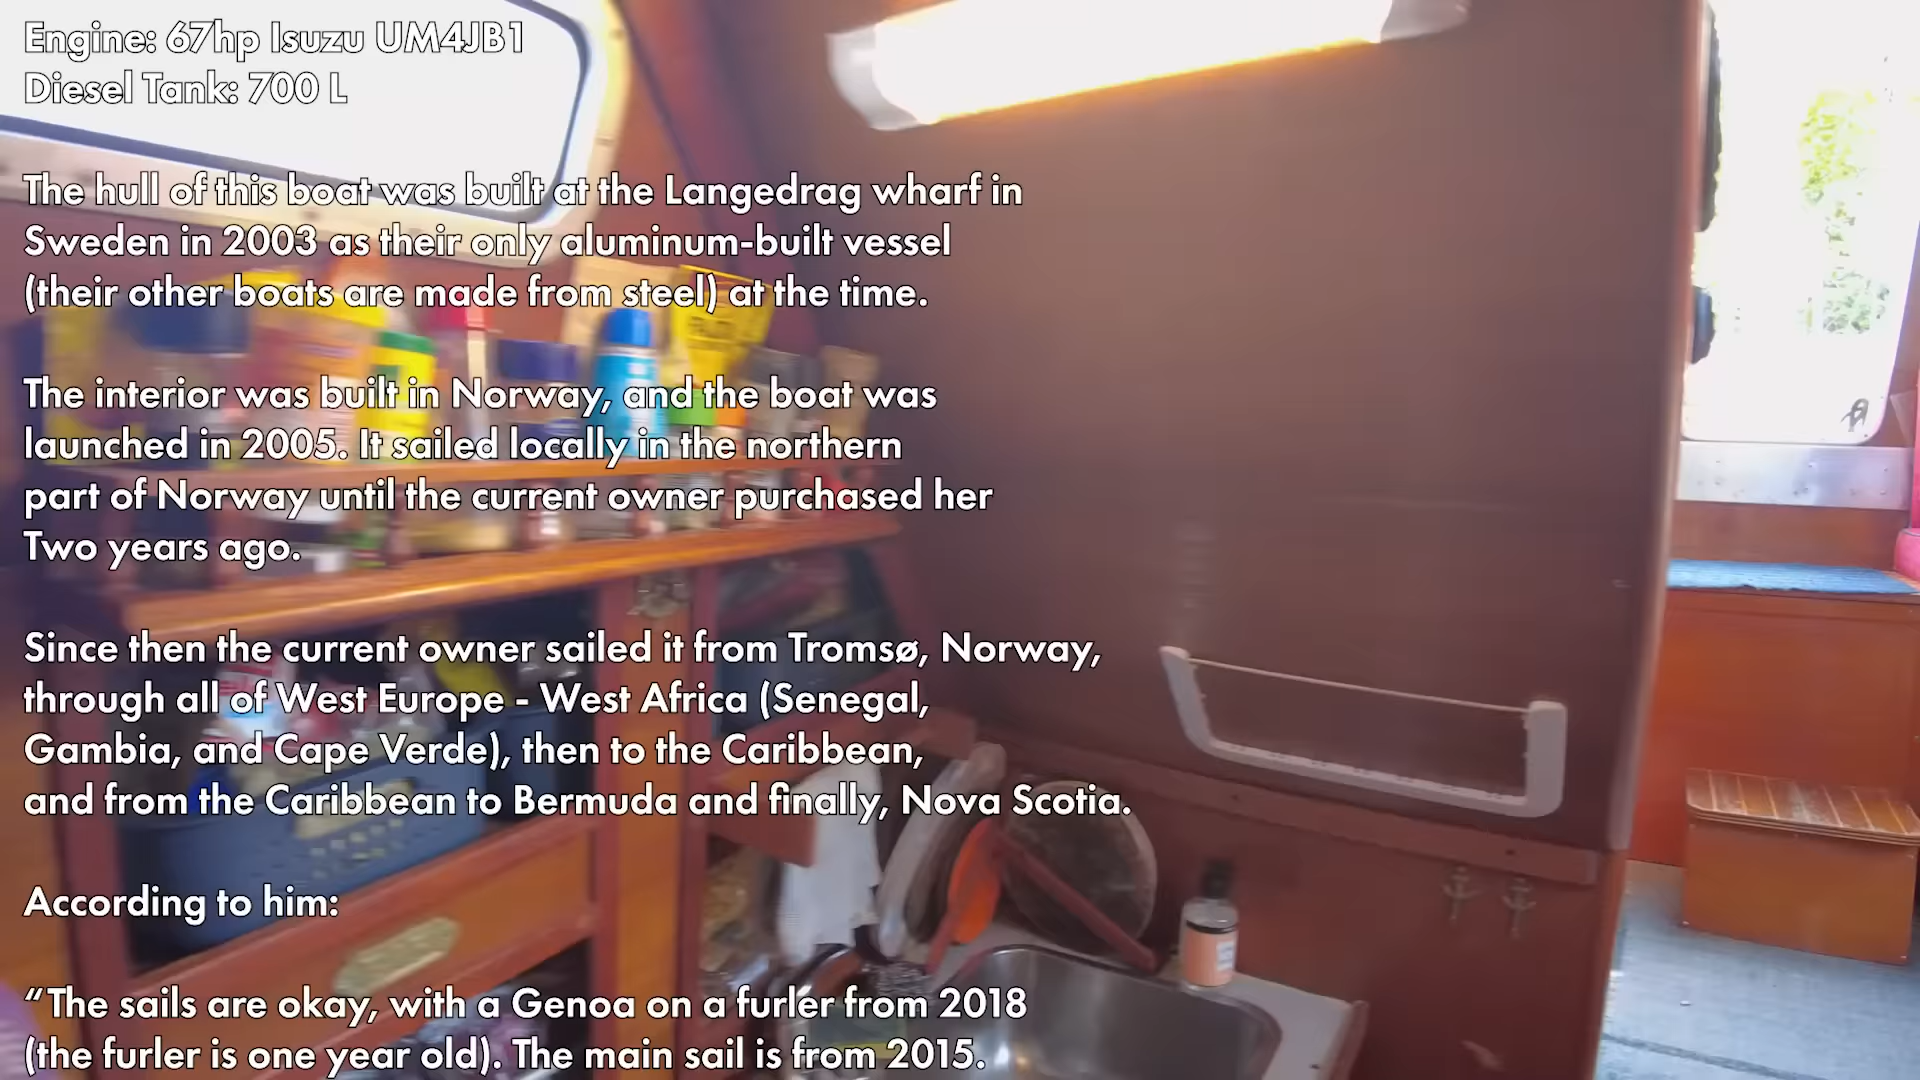 Engine: 67hp Isuzu UM4JB1
Diesel Tank: 700 L
The hull of this boat was built at the Langedrag wharf in
Sweden in 2003 as their only aluminum-built vessel
(their other boats are made from steel) at the time.
The interior was built in Norway, and the boat was
launched in 2005. It sailed locally in the northern
part of Norway until the current owner purchased her
Two years ago.
Since then the current owner sailed it from Tromsø, Norway,
through all of West Europe - West Africa (Senegal,
Gambia, and Cape Verde), then to the Caribbean,
and from the Caribbean to Bermuda and finally, Nova Scotia.
According to him:
“The sails are okay, with a Genoa on a furler from 2018
(the furler is one year old). The main sail is from 2015.